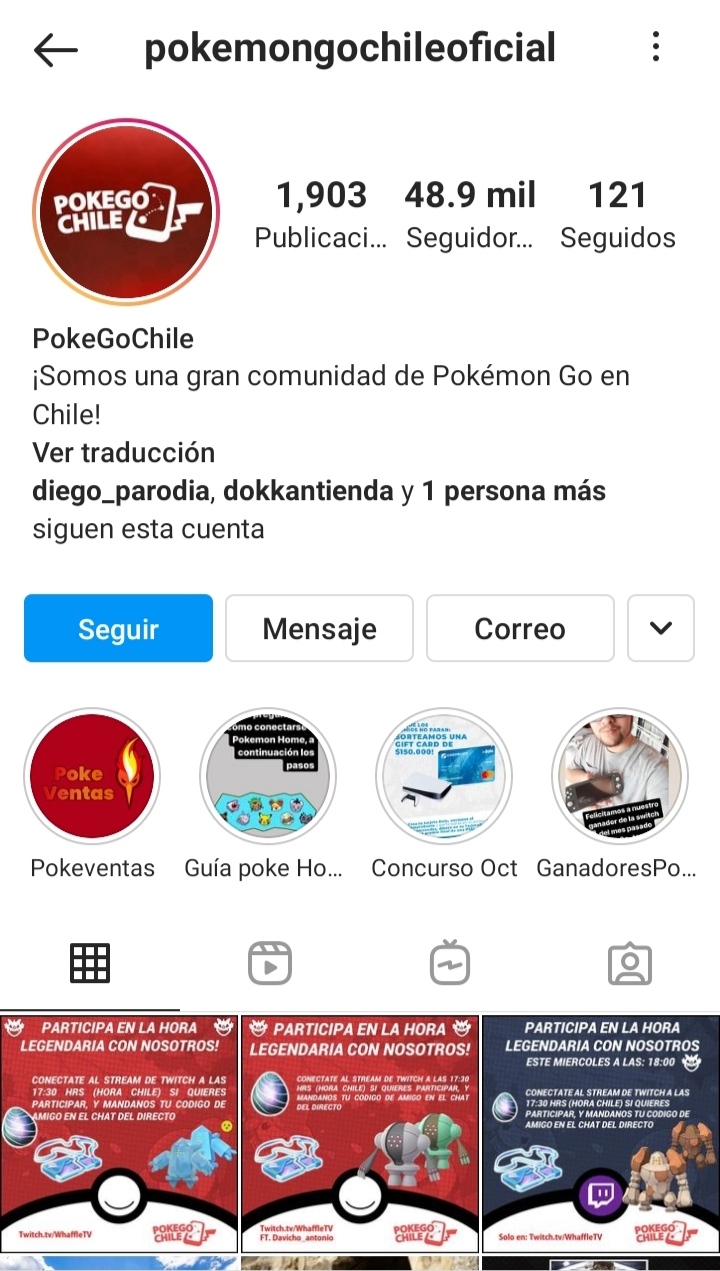 pokemongochileoficial
POKEGO
CHILE
1,903
48.9 mil
121
Publicaci...
Seguidor...
Seguidos
PokeGoChile
¡Somos una gran comunidad de Pokémon Go en
Chile!
Ver traducción
diego_parodia, dokkantienda y 1 persona más
siguen esta cuenta
Seguir
Mensaje
Correo
Poke
Ventas
omo conectarse
Pokemon Home, a
continuación los
pasos
SORTEAMOS UNA
GIFT CARD DE
$150.000!
Felicitamos a nuestro
ganador de la switch
del mes pasado
Pokeventas
Guía poke Ho...
Concurso Oct
GanadoresPo...
PARTICIPA EN LA HORA
LEGENDARIA CON NOSOTROS!
CONECTATE AL STREAM DE TWITCH A LAS
17:30 HRS (HORA CHILE) SI QUIERES
PARTICIPAR, Y MANDANOS TU CODIGO DE
AMIGO EN EL CHAT DEL DIRECTO
Twitch.tv/WhaffleTV
POKEGO
CHILE
PARTICIPA EN LA HORA
LEGENDARIA CON NOSOTROS!
CONECTATE AL STREAM DE TWITCH A LAS 17:30
HRS (HORA CHILE) SI QUIERES PARTICIPAR, Y
MANDANOS TU CODIGO DE AMIGO EN EL CHAT
DEL DIRECTO
Twitch.tv/WhaffleTV
FT. Davicho_antonio
POKEGO
CHILE
PARTICIPA EN LA HORA
LEGENDARIA CON NOSOTROS
ESTE MIERCOLES A LAS: 18:00
CONECTATE AL STREAM DE TWITCH A LAS
17:30 HRS (HORA CHILE) SI QUIERES
PARTICIPAR, Y MANDANOS TU CODIGO DE
AMIGO EN EL CHAT DEL DIRECTO
Solo en: Twitch.tv/WhaffleTV
POKEGO
CHILE